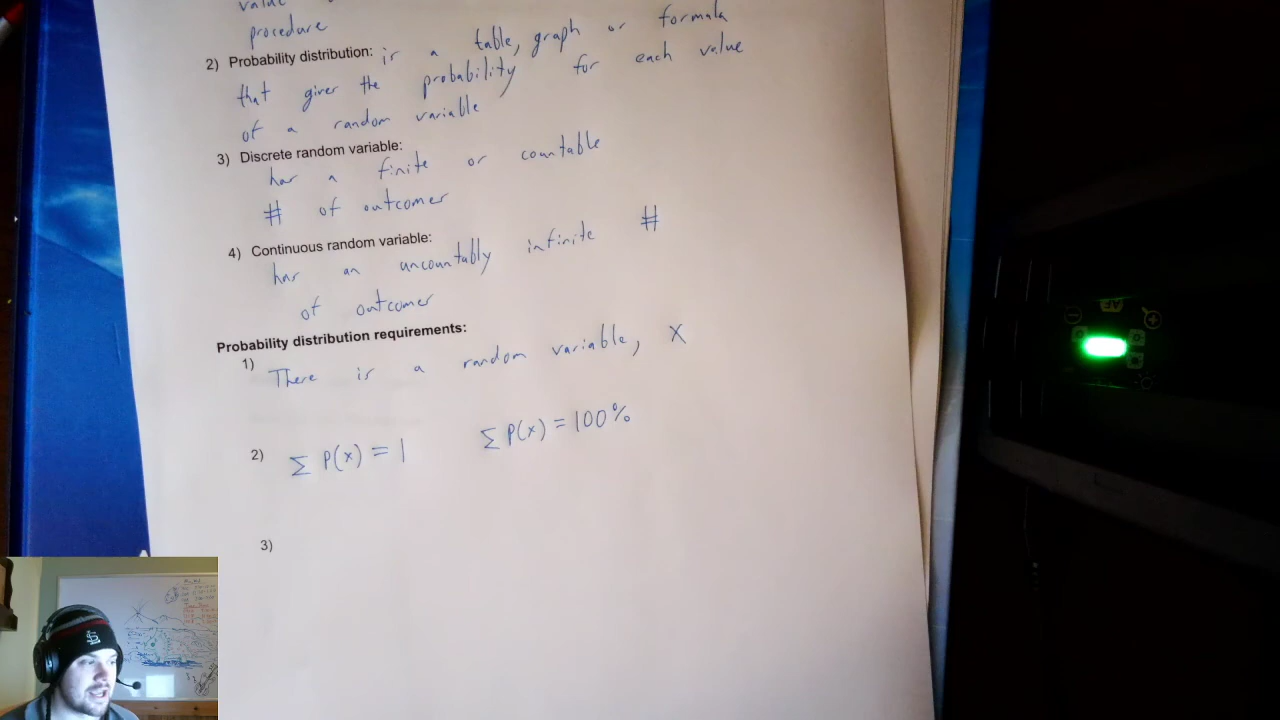 value
procedure
2) Probability distribution: is a table, graph or formula
that gives the probability for each value
of a random variable
3) Discrete random variable:
has a finite or countable
# of outcomes
4) Continuous random variable:
has an uncountably infinite #
of outcomes
Probability distribution requirements:
1) There is a random variable, X
2) Σ P(x) = 1 Σ P(x) = 100%
3)
AF